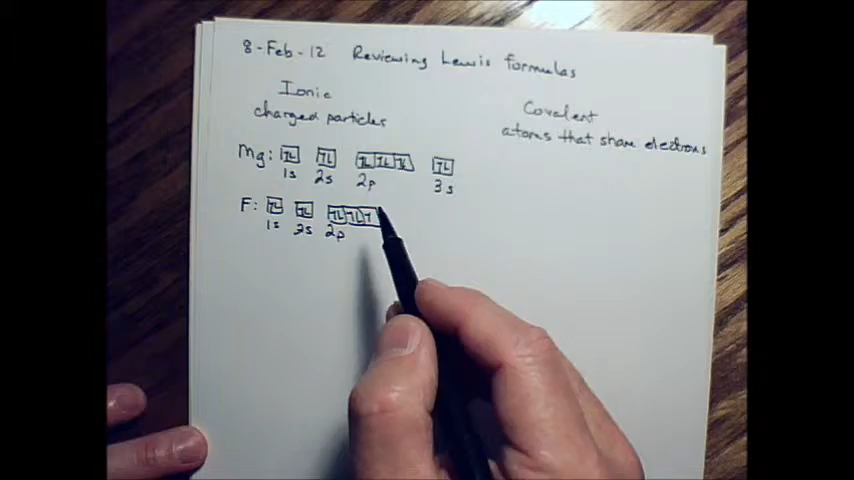 8-Feb-12 Reviewing Lewis formulas
Ionic
charged particles
Covalent
atoms that share electrons
Mg: ↿⇂ ↿⇂ ↿⇂ ↿⇂ ↿⇂ ↿⇂
1s 2s 2p 3s
F: ↿⇂ ↿⇂ ↿⇂ ↿⇂ ↿
1s 2s 2p